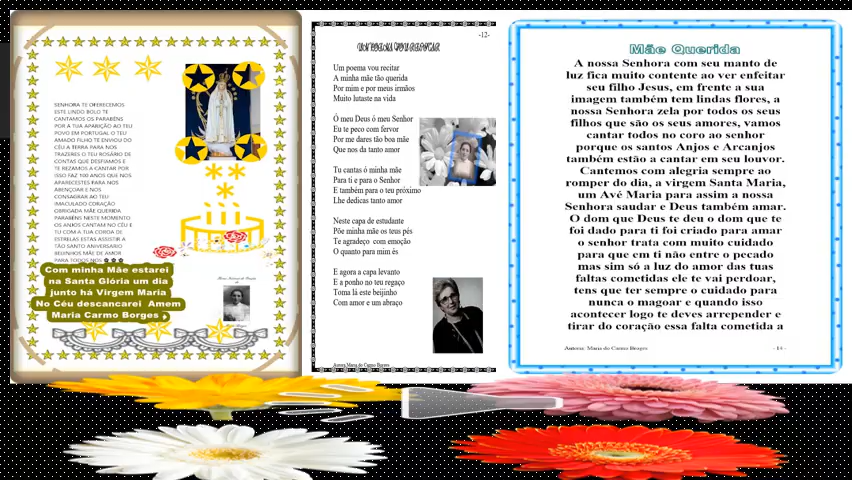 SENHORA TE OFERECEMOS
ESTE LINDO BOLO TE
CANTAMOS OS PARABÉNS
POR A TUA APARIÇÃO AO TEU
POVO EM PORTUGAL O TEU
AMADO FILHO TE ENVIOU DO
CÉU A TERRA PARA NOS
TRAZERES O TEU ROSÁRIO DE
CONTAS QUE DESFIAMOS E
TE REZAMOS A CANTAR POR
ISSO FAZ 100 ANOS QUE NOS
APARECESTES PARA NOS
ABENÇOAR E NOS
CONSAGRAR AO TEU
IMACULADO CORAÇÃO
OBRIGADA MÃE QUERIDA
PARABÉNS NESTE MOMENTO
OS ANJOS CANTAM NO CÉU E
TU COM A TUA COROA DE
ESTRELAS ESTAS ASSISTIR A
TÃO SANTO ANIVERSARIO
BEIJINHOS MÃE DE AMOR
PARA TODOS NÓS
Com minha Mãe estarei
na Santa Glória um dia
junto há Virgem Maria
No Céu descancarei Amem
Maria Carmo Borges
-12-
Um poema vou recitar
A minha mãe tão querida
Por mim e por meus irmãos
Muito lutaste na vida
Ó meu Deus ó meu Senhor
Eu te peco com fervor
Por me dares tão boa mãe
Que nos da tanto amor
Tu cantas ó minha mãe
Para ti e para o Senhor
E também para o teu próximo
Lhe dedicas tanto amor
Neste capa de estudante
Põe minha mãe os teus pés
Te agradeço com emoção
O quanto para mim és
E agora a capa levanto
E a ponho no teu regaço
Toma lá este beijinho
Com amor e um abraço
Autora Maria do Carmo Borges
Mãe Querida
A nossa Senhora com seu manto de
luz fica muito contente ao ver enfeitar
seu filho Jesus, em frente a sua
imagem também tem lindas flores, a
nossa Senhora zela por todos os seus
filhos que são os seus amores, vamos
cantar todos no coro ao senhor
porque os santos Anjos e Arcanjos
também estão a cantar em seu louvor.
Cantemos com alegria sempre ao
romper do dia, a virgem Santa Maria,
um Avé Maria para assim a nossa
Senhora saudar e Deus também amar.
O dom que Deus te deu o dom que te
foi dado para ti foi criado para amar
o senhor trata com muito cuidado
para que em ti não entre o pecado
mas sim só a luz do amor das tuas
faltas cometidas ele te vai perdoar,
tens que ter sempre o cuidado para
nunca o magoar e quando isso
acontecer logo te deves arrepender e
tirar do coração essa falta cometida a
Autora: Maria do Carmo Borges
- 14 -